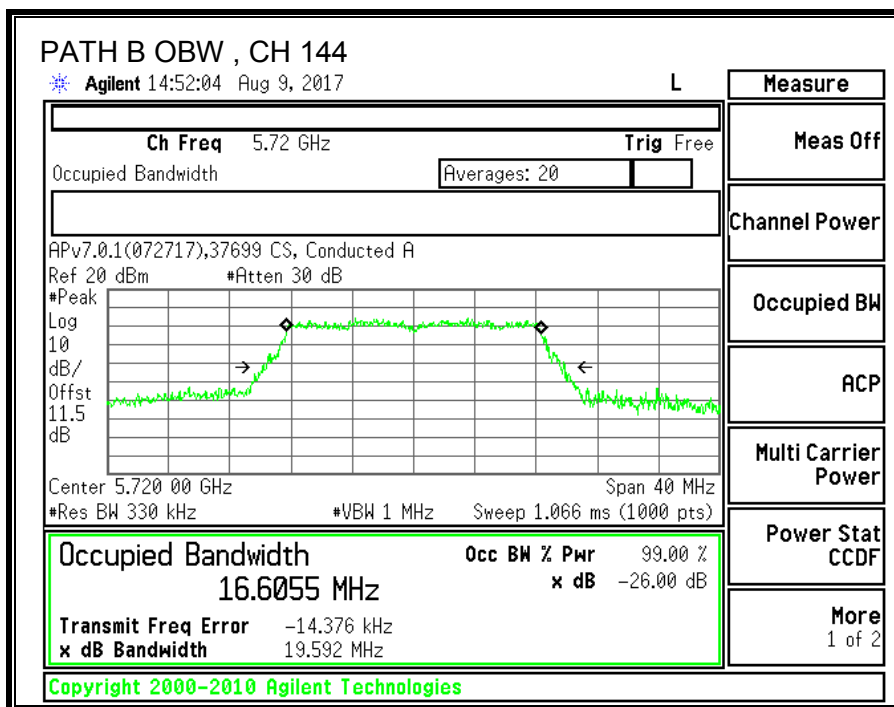 PATH B OBW , CH 144
Agilent 14:52:04 Aug 9, 2017 L
Measure
Ch Freq 5.72 GHz Trig Free
Meas Off
Occupied Bandwidth Averages: 20
Channel Power
APv7.0.1(072717),37699 CS, Conducted A
Ref 20 dBm #Atten 30 dB
#Peak
Log
10
dB/
Offst
11.5
dB
Occupied BW
ACP
Center 5.720 00 GHz Span 40 MHz
#Res BW 330 kHz #VBW 1 MHz Sweep 1.066 ms (1000 pts)
Multi Carrier
Power
Occupied Bandwidth
16.6055 MHz
Occ BW % Pwr 99.00 %
x dB -26.00 dB
Transmit Freq Error -14.376 kHz
x dB Bandwidth 19.592 MHz
Power Stat
CCDF
More
1 of 2
Copyright 2000-2010 Agilent Technologies